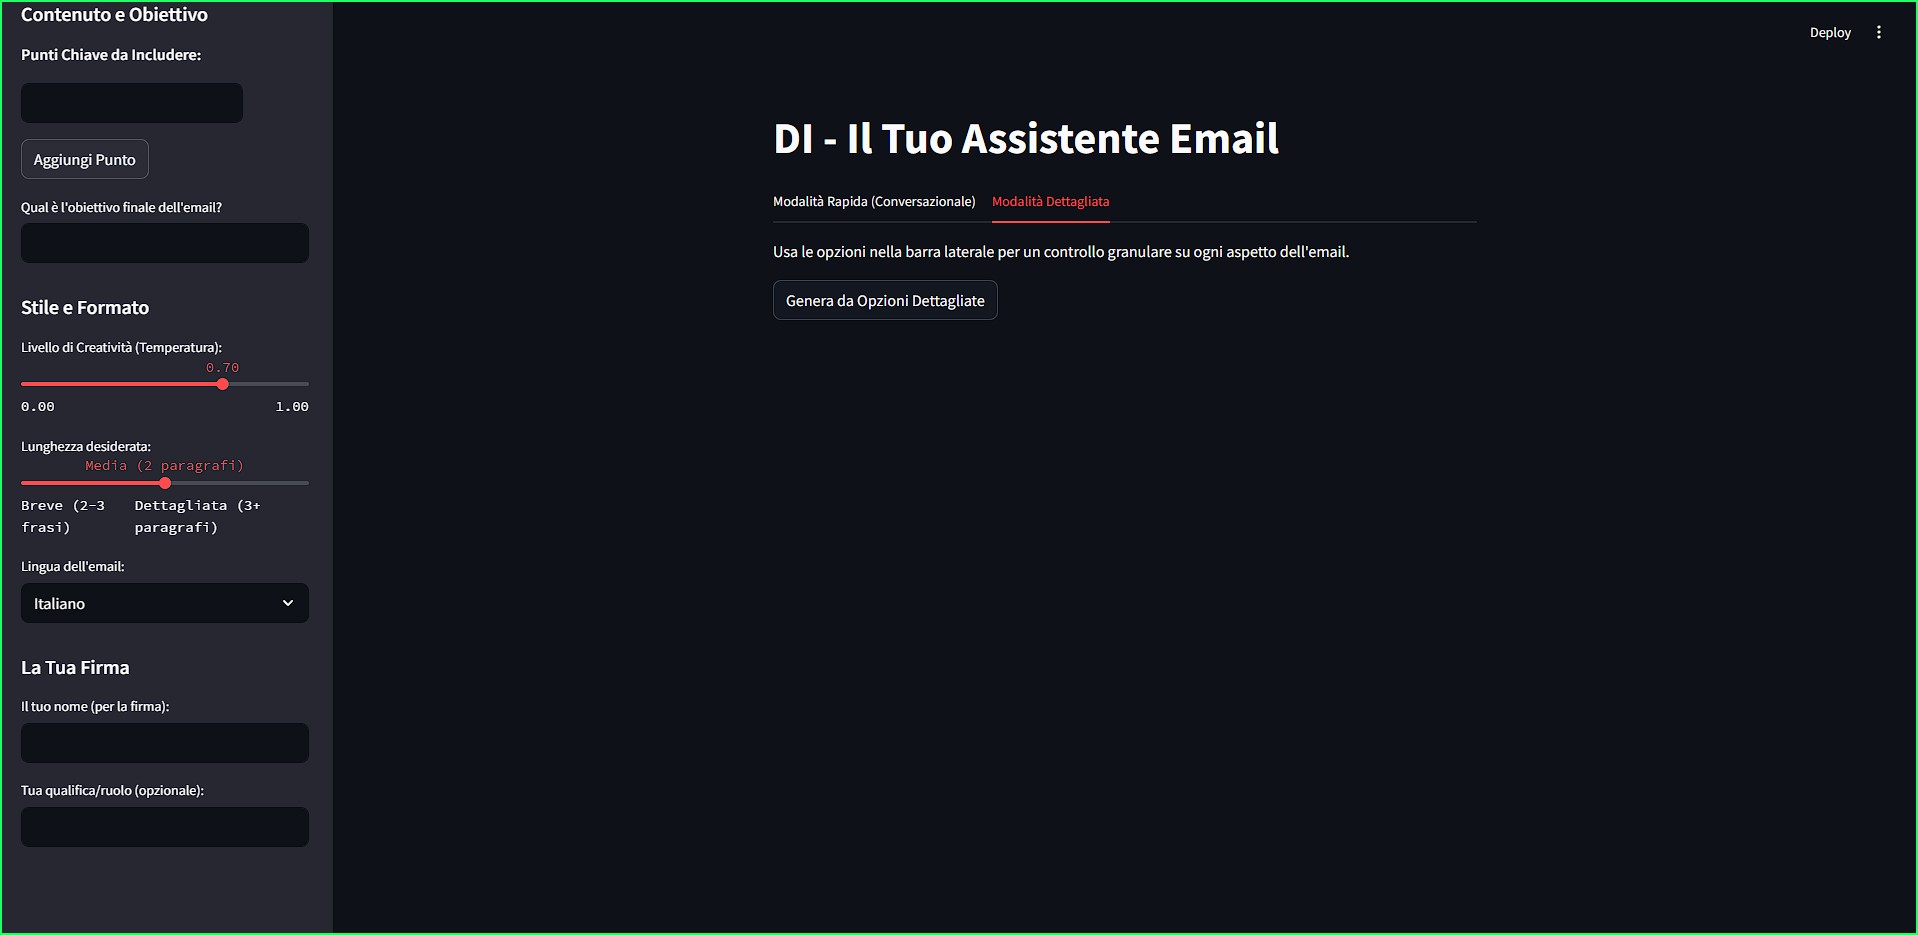 Contenuto e Obiettivo
Punti Chiave da Includere:
Aggiungi Punto
Qual è l'obiettivo finale dell'email?
Stile e Formato
Livello di Creatività (Temperatura):
0.70
0.00 1.00
Lunghezza desiderata:
Media (2 paragrafi)
Breve (2-3 frasi)
Dettagliata (3+ paragrafi)
Lingua dell'email:
Italiano
La Tua Firma
Il tuo nome (per la firma):
Tua qualifica/ruolo (opzionale):
Deploy
DI - Il Tuo Assistente Email
Modalità Rapida (Conversazionale) Modalità Dettagliata
Usa le opzioni nella barra laterale per un controllo granulare su ogni aspetto dell'email.
Genera da Opzioni Dettagliate